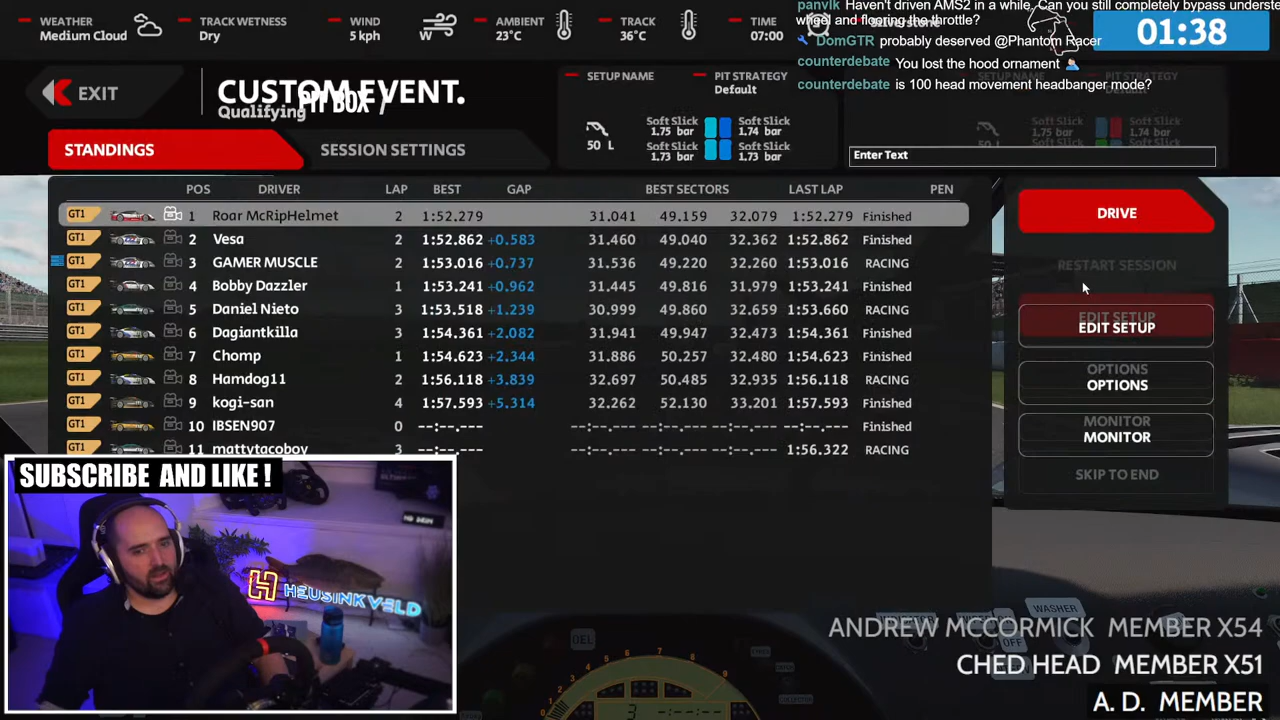 WEATHER
Medium Cloud
TRACK WETNESS
Dry
WIND
5 kph
W
AMBIENT
23°C
TRACK
36°C
TIME
07:00
panvlk Haven't driven AMS2 in a while. Can you still completely bypass underste
wheel and flooring the throttle?
DomGTR probably deserved @Phantom Racer
counterdebate You lost the hood ornament
counterdebate is 100 head movement headbanger mode?
01:38
EXIT
CUSTOM EVENT.
Qualifying
PIT BOX /
SETUP NAME
PIT STRATEGY
Default
50 L
Soft Slick 1.75 bar
Soft Slick 1.74 bar
Soft Slick 1.73 bar
Soft Slick 1.73 bar
Enter Text
STANDINGS
SESSION SETTINGS
POS DRIVER LAP BEST GAP BEST SECTORS LAST LAP PEN
GT1 1 Roar McRipHelmet 2 1:52.279 31.041 49.159 32.079 1:52.279 Finished
GT1 2 Vesa 2 1:52.862 +0.583 31.460 49.040 32.362 1:52.862 Finished
GT1 3 GAMER MUSCLE 2 1:53.016 +0.737 31.536 49.220 32.260 1:53.016 RACING
GT1 4 Bobby Dazzler 1 1:53.241 +0.962 31.445 49.816 31.979 1:53.241 Finished
GT1 5 Daniel Nieto 3 1:53.518 +1.239 30.999 49.860 32.659 1:53.660 RACING
GT1 6 Dagiantkilla 3 1:54.361 +2.082 31.941 49.947 32.473 1:54.361 Finished
GT1 7 Chomp 1 1:54.623 +2.344 31.886 50.257 32.480 1:54.623 Finished
GT1 8 Hamdog11 2 1:56.118 +3.839 32.697 50.485 32.935 1:56.118 RACING
GT1 9 kogi-san 4 1:57.593 +5.314 32.262 52.130 33.201 1:57.593 Finished
GT1 10 IBSEN907 0 --:--.--- --:--.--- --:--.--- --:--.--- --:--.--- Finished
GT1 11 mattytacoboy 3 --:--.--- --:--.--- --:--.--- --:--.--- 1:56.322 RACING
DRIVE
RESTART SESSION
EDIT SETUP
EDIT SETUP
OPTIONS
OPTIONS
MONITOR
MONITOR
SKIP TO END
SUBSCRIBE AND LIKE !
HEUSINKVELD
DEL
WASHER
OFF
ANDREW MCCORMICK MEMBER X54
CHED HEAD MEMBER X51
A. D. MEMBER
3 --:--.---